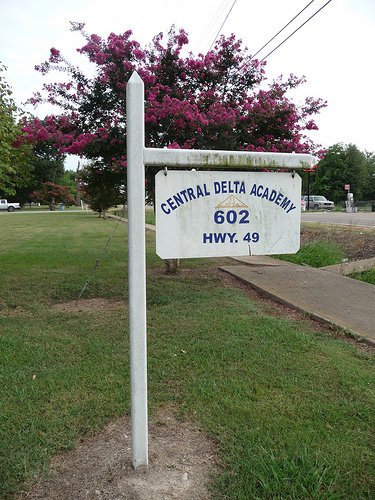 CENTRAL DELTA ACADEMY
602
HWY. 49